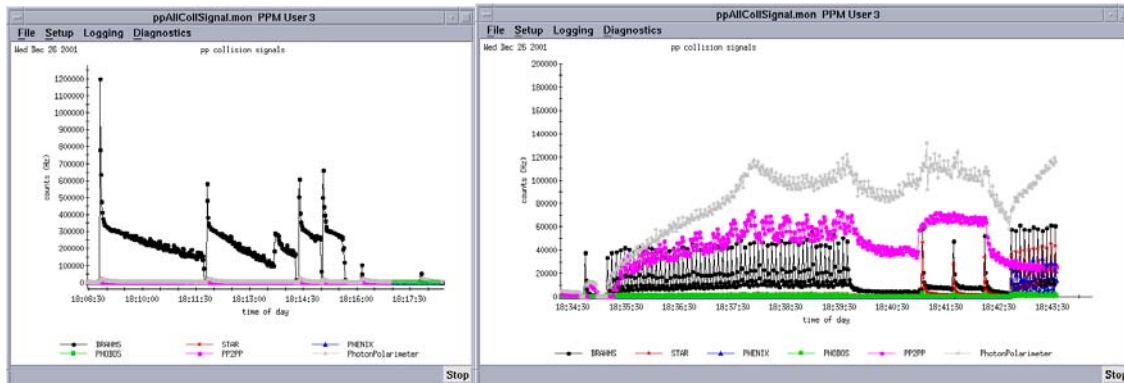 ppAllCollSignal.mon PPM User 3
File Setup Logging Diagnostics
Wed Dec 26 2001 pp collision signals
counts (Hz)
1200000
1100000
1000000
900000
800000
700000
600000
500000
400000
300000
200000
100000
0
18:08:30 18:10:00 18:11:30 18:13:00 18:14:30 18:16:00 18:17:30
time of day
BRAHMS STAR PHENIX
PHOBOS PP2PP PhotonPolarimeter
Stop
ppAllCollSignal.mon PPM User 3
File Setup Logging Diagnostics
Wed Dec 26 2001 pp collision signals
counts (Hz)
200000
180000
160000
140000
120000
100000
80000
60000
40000
20000
0
18:34:30 18:35:30 18:36:30 18:37:30 18:38:30 18:39:30 18:40:30 18:41:30 18:42:30 18:43:30
time of day
BRAHMS STAR PHENIX PHOBOS PP2PP PhotonPolarimeter
Stop